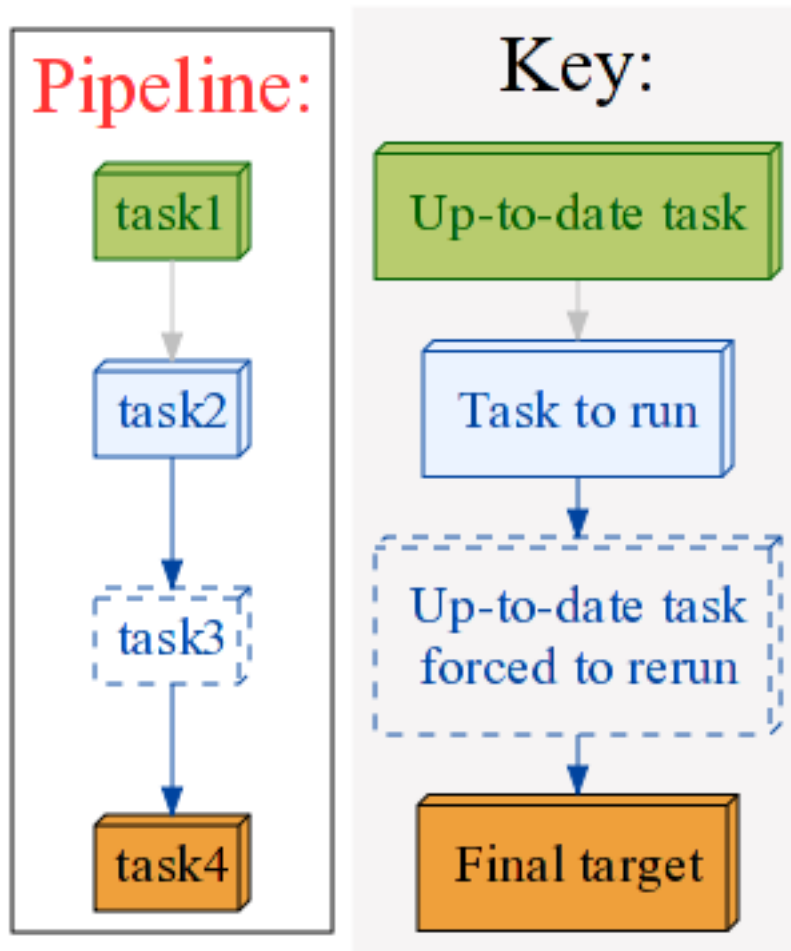 Pipeline:
task1
task2
task3
task4
Key:
Up-to-date task
Task to run
Up-to-date task
forced to rerun
Final target